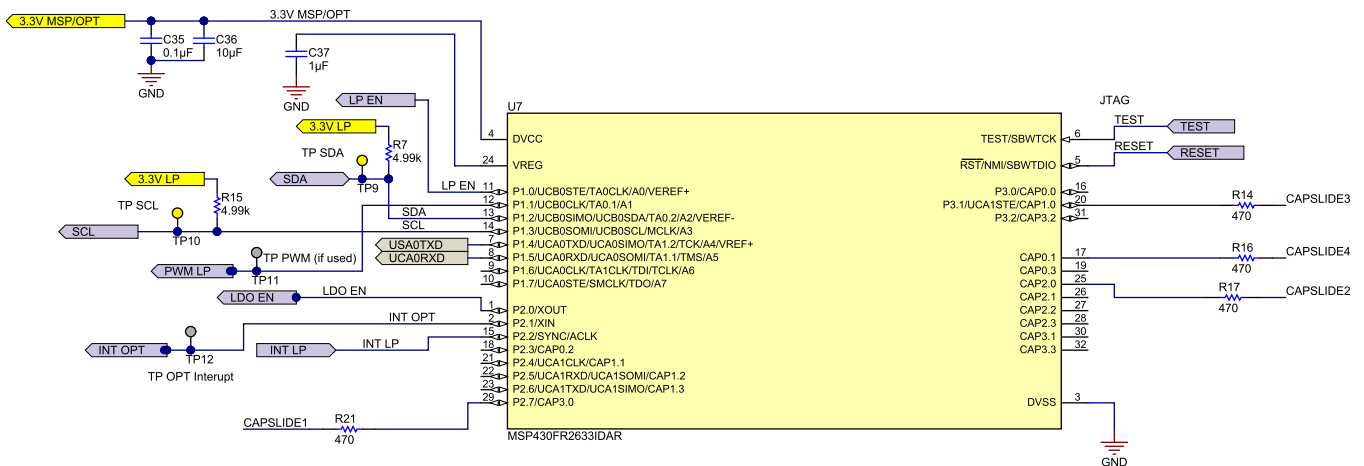 3.3V MSP/OPT
3.3V MSP/OPT
C35
0.1µF
C36
10µF
GND
C37
1µF
GND
LP EN
3.3V LP
R7
4.99k
TP SDA
SDA
TP9
3.3V LP
R15
4.99k
TP SCL
SCL
TP10
LP EN
SDA
SCL
USA0TXD
UCA0RXD
TP PWM (if used)
PWM LP
TP11
LDO EN
LDO EN
INT OPT
INT OPT
TP12
TP OPT Interupt
INT LP
INT LP
CAPSLIDE1
R21
470
U7
4 DVCC
24 VREG
11 P1.0/UCB0STE/TA0CLK/A0/VEREF+
12 P1.1/UCB0CLK/TA0.1/A1
13 P1.2/UCB0SIMO/UCB0SDA/TA0.2/A2/VEREF-
14 P1.3/UCB0SOMI/UCB0SCL/MCLK/A3
7 P1.4/UCA0TXD/UCA0SIMO/TA1.2/TCK/A4/VREF+
8 P1.5/UCA0RXD/UCA0SOMI/TA1.1/TMS/A5
9 P1.6/UCA0CLK/TA1CLK/TDI/TCLK/A6
10 P1.7/UCA0STE/SMCLK/TDO/A7
1 P2.0/XOUT
2 P2.1/XIN
15 P2.2/SYNC/ACLK
18 P2.3/CAP0.2
21 P2.4/UCA1CLK/CAP1.1
22 P2.5/UCA1RXD/UCA1SOMI/CAP1.2
23 P2.6/UCA1TXD/UCA1SIMO/CAP1.3
29 P2.7/CAP3.0
MSP430FR2633IDAR
JTAG
TEST/SBWTCK 6 TEST TEST
RST/NMI/SBWTDIO 5 RESET RESET
P3.0/CAP0.0 16
P3.1/UCA1STE/CAP1.0 20
P3.2/CAP3.2 31
CAP0.1 17
CAP0.3 19
CAP2.0 25
CAP2.1 26
CAP2.2 27
CAP2.3 28
CAP3.1 30
CAP3.3 32
DVSS 3
R14
470
CAPSLIDE3
R16
470
CAPSLIDE4
R17
470
CAPSLIDE2
GND